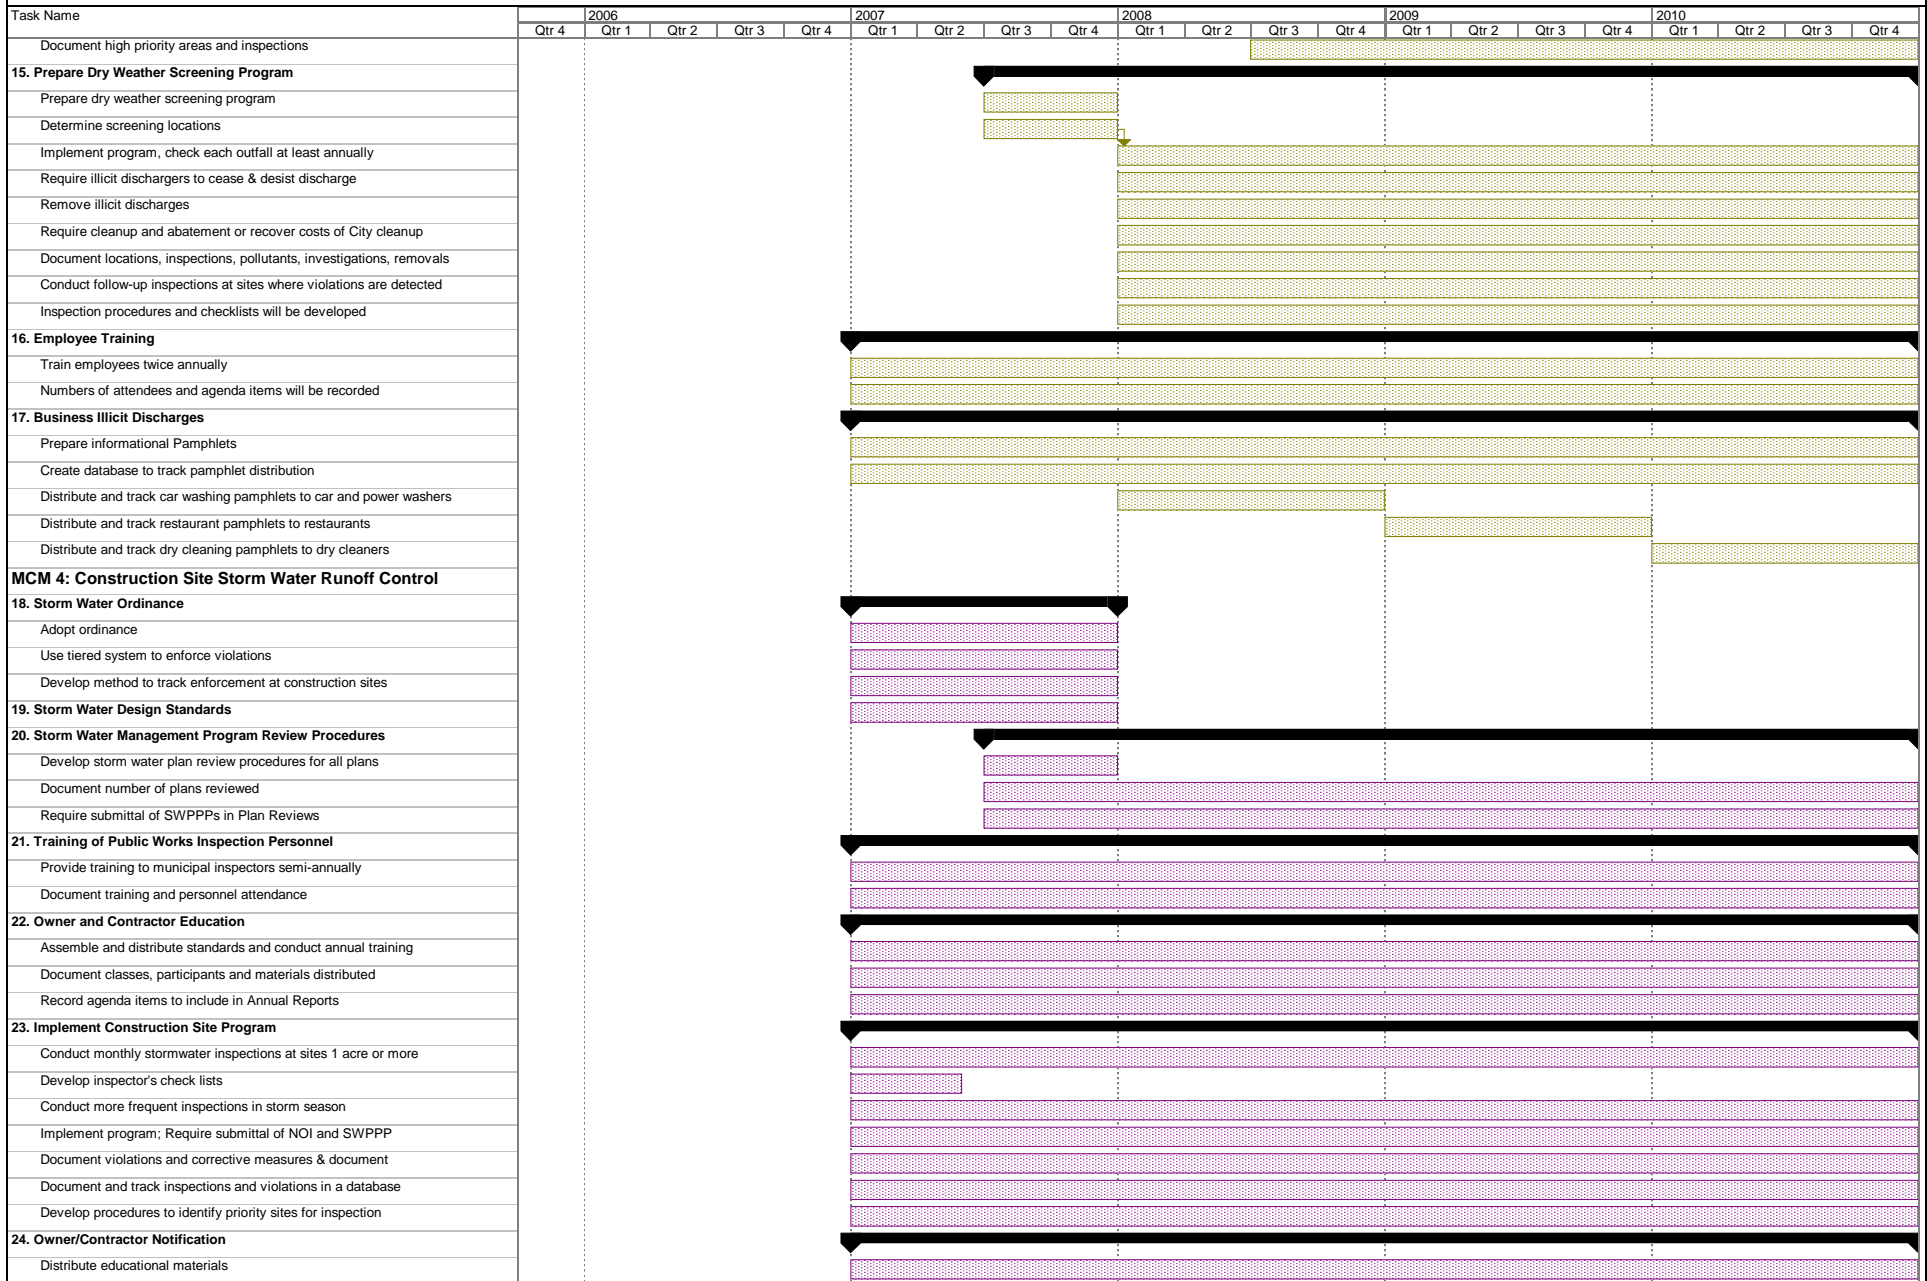 Task Name 2006 2007 2008 2009 2010
Qtr 4 Qtr 1 Qtr 2 Qtr 3 Qtr 4 Qtr 1 Qtr 2 Qtr 3 Qtr 4 Qtr 1 Qtr 2 Qtr 3 Qtr 4 Qtr 1 Qtr 2 Qtr 3 Qtr 4 Qtr 1 Qtr 2 Qtr 3 Qtr 4
Document high priority areas and inspections
15. Prepare Dry Weather Screening Program
Prepare dry weather screening program
Determine screening locations
Implement program, check each outfall at least annually
Require illicit dischargers to cease & desist discharge
Remove illicit discharges
Require cleanup and abatement or recover costs of City cleanup
Document locations, inspections, pollutants, investigations, removals
Conduct follow-up inspections at sites where violations are detected
Inspection procedures and checklists will be developed
16. Employee Training
Train employees twice annually
Numbers of attendees and agenda items will be recorded
17. Business Illicit Discharges
Prepare informational Pamphlets
Create database to track pamphlet distribution
Distribute and track car washing pamphlets to car and power washers
Distribute and track restaurant pamphlets to restaurants
Distribute and track dry cleaning pamphlets to dry cleaners
MCM 4: Construction Site Storm Water Runoff Control
18. Storm Water Ordinance
Adopt ordinance
Use tiered system to enforce violations
Develop method to track enforcement at construction sites
19. Storm Water Design Standards
20. Storm Water Management Program Review Procedures
Develop storm water plan review procedures for all plans
Document number of plans reviewed
Require submittal of SWPPPs in Plan Reviews
21. Training of Public Works Inspection Personnel
Provide training to municipal inspectors semi-annually
Document training and personnel attendance
22. Owner and Contractor Education
Assemble and distribute standards and conduct annual training
Document classes, participants and materials distributed
Record agenda items to include in Annual Reports
23. Implement Construction Site Program
Conduct monthly stormwater inspections at sites 1 acre or more
Develop inspector's check lists
Conduct more frequent inspections in storm season
Implement program; Require submittal of NOI and SWPPP
Document violations and corrective measures & document
Document and track inspections and violations in a database
Develop procedures to identify priority sites for inspection
24. Owner/Contractor Notification
Distribute educational materials